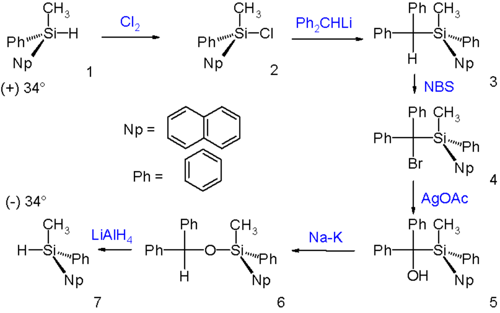 CH₃ CH₃ Ph Ph CH₃
Ph Si H Cl₂ Ph Si Cl Ph₂CHLi Si Ph
Np Np H Np
1 2 3
(+) 34°
NBS
Np =
Ph CH₃
Ph Si Ph
Br Np
Ph =
4
AgOAc
(-) 34°
CH₃ Ph CH₃ Ph CH₃
H Si Ph LiAlH₄ Ph O Si Ph Na-K Ph Si Ph
Np H Np OH Np
7 6 5